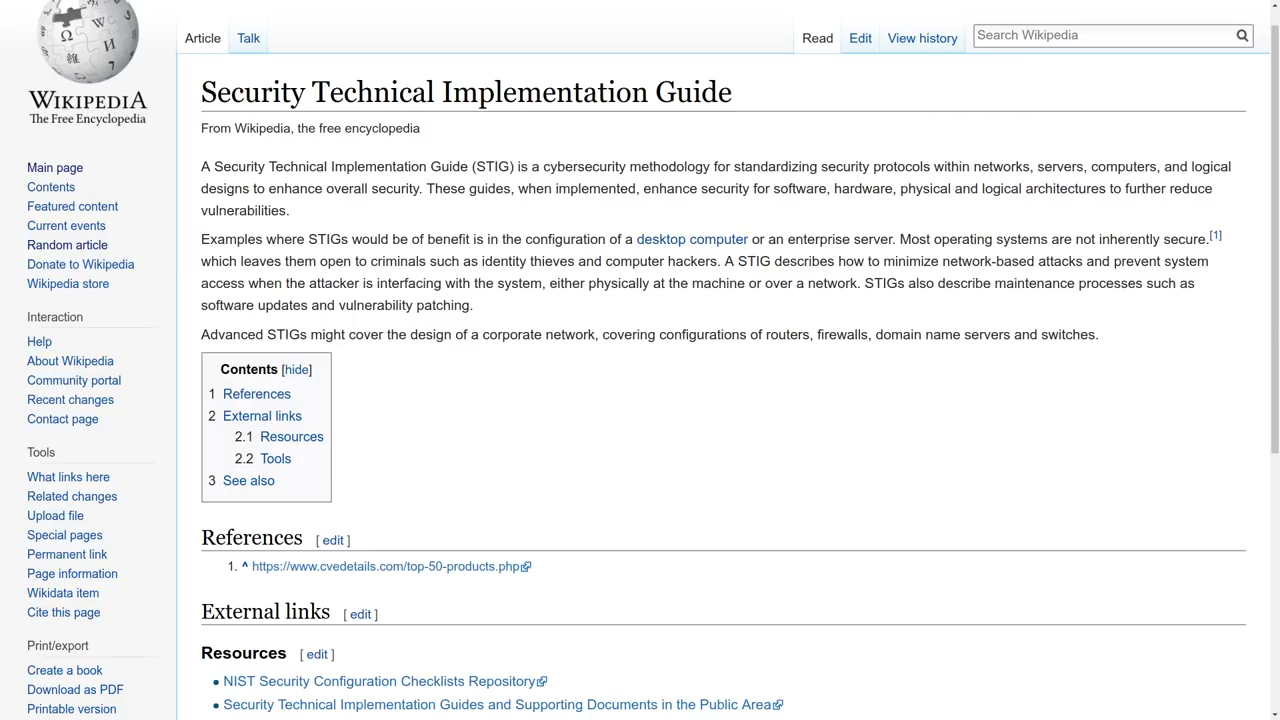 Article
Talk
Read
Edit
View history
Search Wikipedia
Ω
W
И
維
WIKIPEDIA
The Free Encyclopedia
Main page
Contents
Featured content
Current events
Random article
Donate to Wikipedia
Wikipedia store
Interaction
Help
About Wikipedia
Community portal
Recent changes
Contact page
Tools
What links here
Related changes
Upload file
Special pages
Permanent link
Page information
Wikidata item
Cite this page
Print/export
Create a book
Download as PDF
Printable version
Security Technical Implementation Guide
From Wikipedia, the free encyclopedia
A Security Technical Implementation Guide (STIG) is a cybersecurity methodology for standardizing security protocols within networks, servers, computers, and logical
designs to enhance overall security. These guides, when implemented, enhance security for software, hardware, physical and logical architectures to further reduce
vulnerabilities.
Examples where STIGs would be of benefit is in the configuration of a desktop computer or an enterprise server. Most operating systems are not inherently secure.[1]
which leaves them open to criminals such as identity thieves and computer hackers. A STIG describes how to minimize network-based attacks and prevent system
access when the attacker is interfacing with the system, either physically at the machine or over a network. STIGs also describe maintenance processes such as
software updates and vulnerability patching.
Advanced STIGs might cover the design of a corporate network, covering configurations of routers, firewalls, domain name servers and switches.
Contents [hide]
1 References
2 External links
2.1 Resources
2.2 Tools
3 See also
References [ edit ]
1. ^ https://www.cvedetails.com/top-50-products.php
External links [ edit ]
Resources [ edit ]
• NIST Security Configuration Checklists Repository
• Security Technical Implementation Guides and Supporting Documents in the Public Area